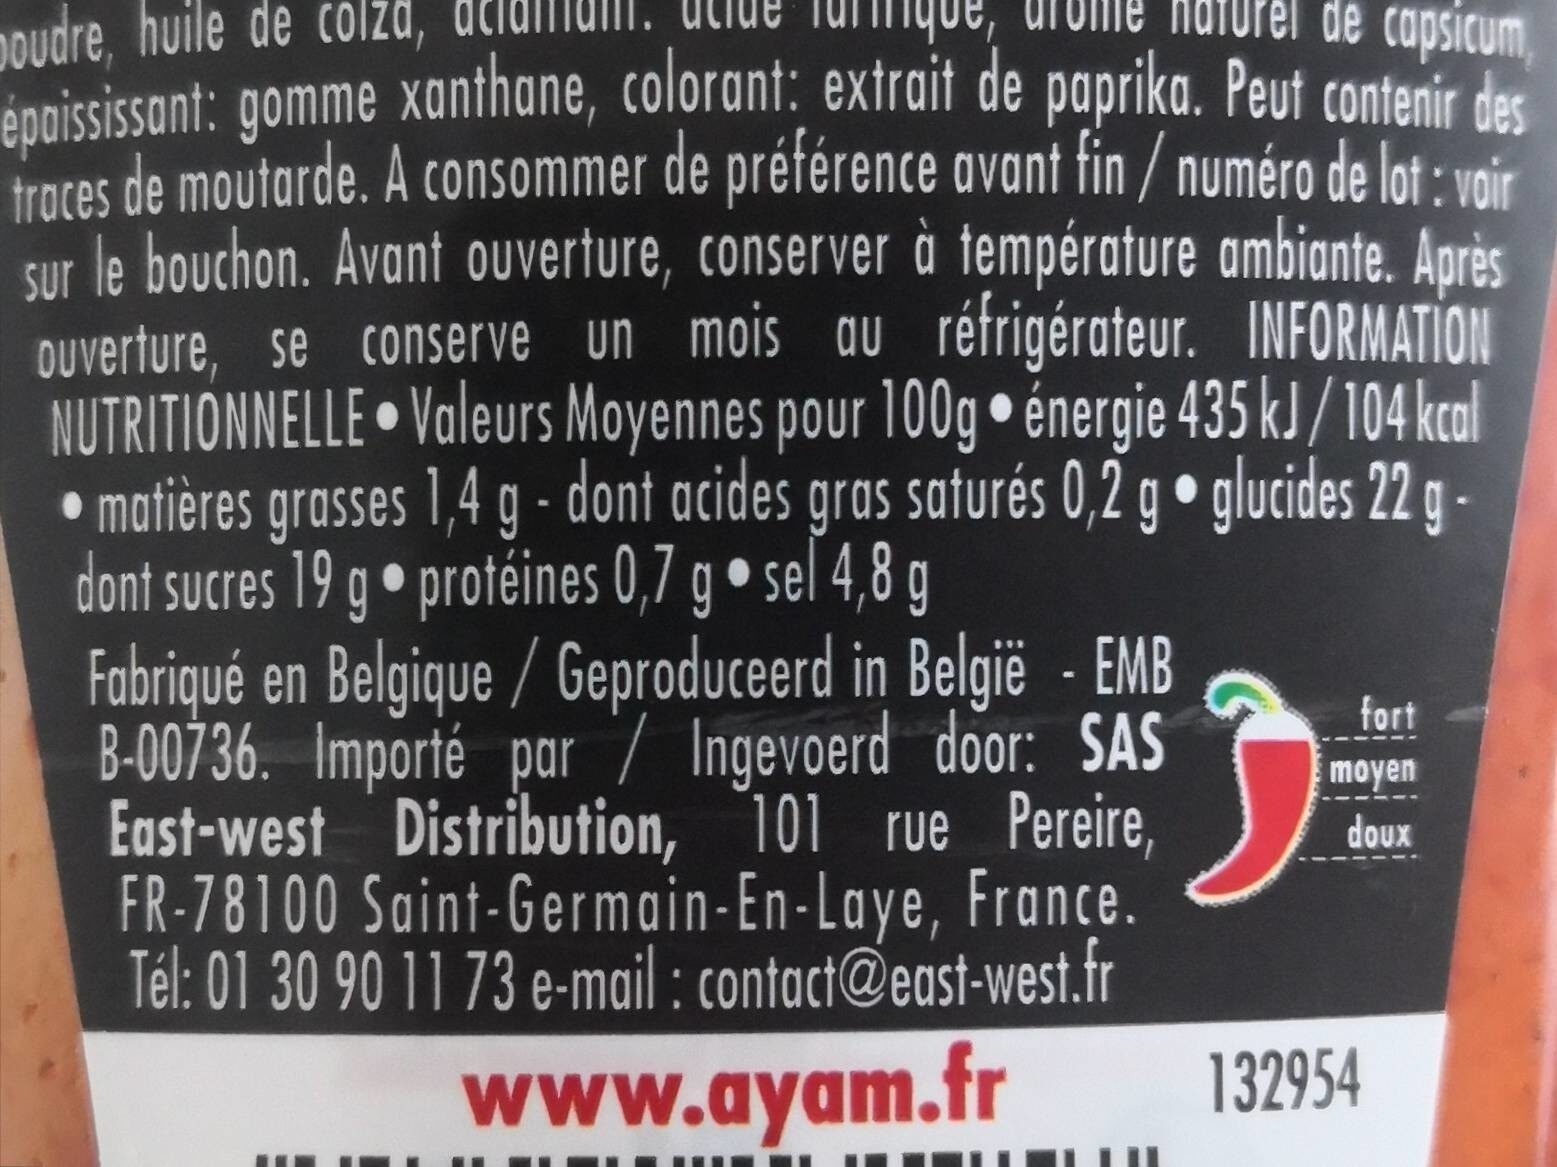 poudre, huile de colza, acidifiant: acide tartrique, arôme naturel de capsicum,
épaississant: gomme xanthane, colorant: extrait de paprika. Peut contenir des
traces de moutarde. A consommer de préférence avant fin / numéro de lot : voir
sur le bouchon. Avant ouverture, conserver à température ambiante. Après
ouverture, se conserve un mois au réfrigérateur. INFORMATION
NUTRITIONNELLE • Valeurs Moyennes pour 100g • énergie 435 kJ / 104 kcal
• matières grasses 1,4 g - dont acides gras saturés 0,2 g • glucides 22 g -
dont sucres 19 g • protéines 0,7 g • sel 4,8 g
Fabriqué en Belgique / Geproduceerd in België - EMB
B-00736. Importé par / Ingevoerd door: SAS
East-west Distribution, 101 rue Pereire,
FR-78100 Saint-Germain-En-Laye, France.
Tél: 01 30 90 11 73 e-mail : contact@east-west.fr
fort
moyen
doux
www.ayam.fr
132954